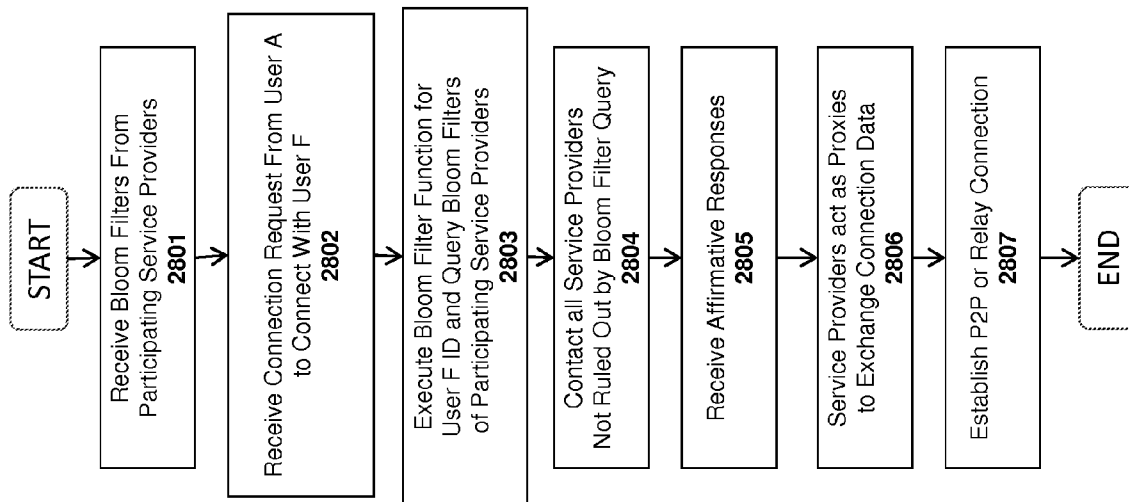 START
Receive Bloom Filters From
Participating Service Providers
2801
Receive Connection Request From User A
to Connect With User F
2802
Execute Bloom Filter Function for
User F ID and Query Bloom Filters
of Participating Service Providers
2803
Contact all Service Providers
Not Ruled Out by Bloom Filter Query
2804
Receive Affirmative Responses
2805
Service Providers act as Proxies
to Exchange Connection Data
2806
Establish P2P or Relay Connection
2807
END